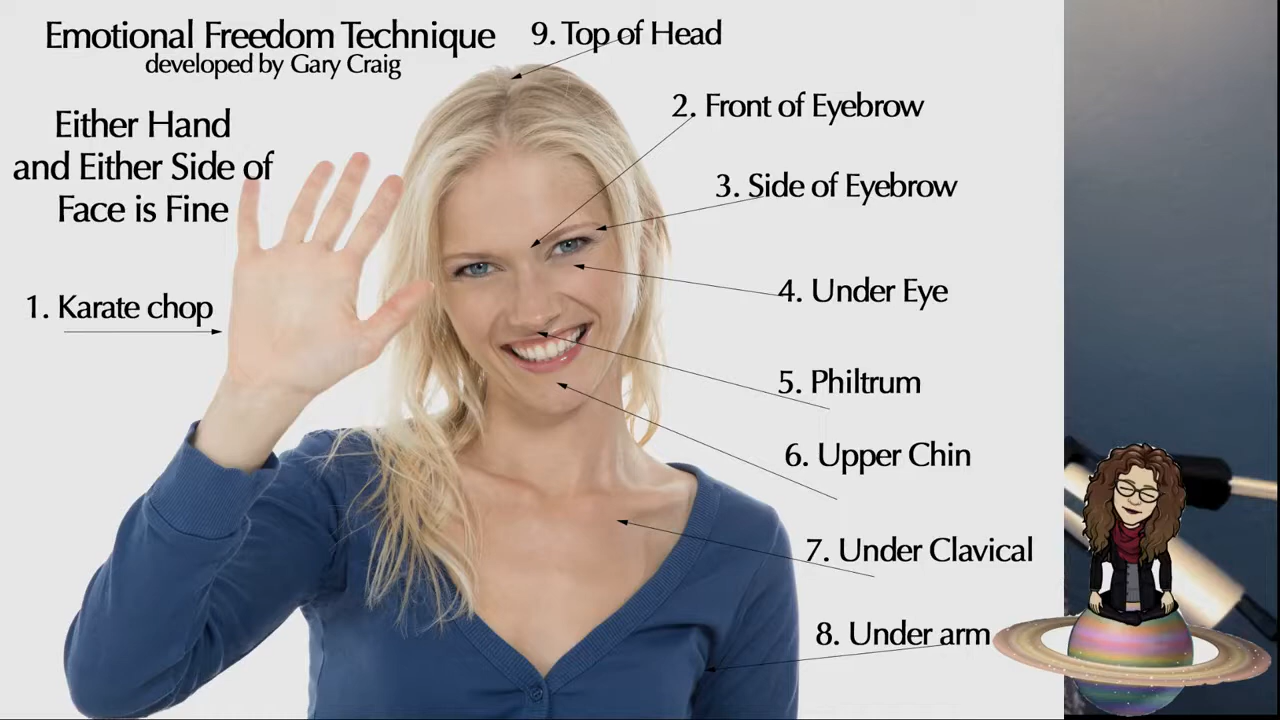 Emotional Freedom Technique
developed by Gary Craig
Either Hand
and Either Side of
Face is Fine
1. Karate chop
9. Top of Head
2. Front of Eyebrow
3. Side of Eyebrow
4. Under Eye
5. Philtrum
6. Upper Chin
7. Under Clavical
8. Under arm